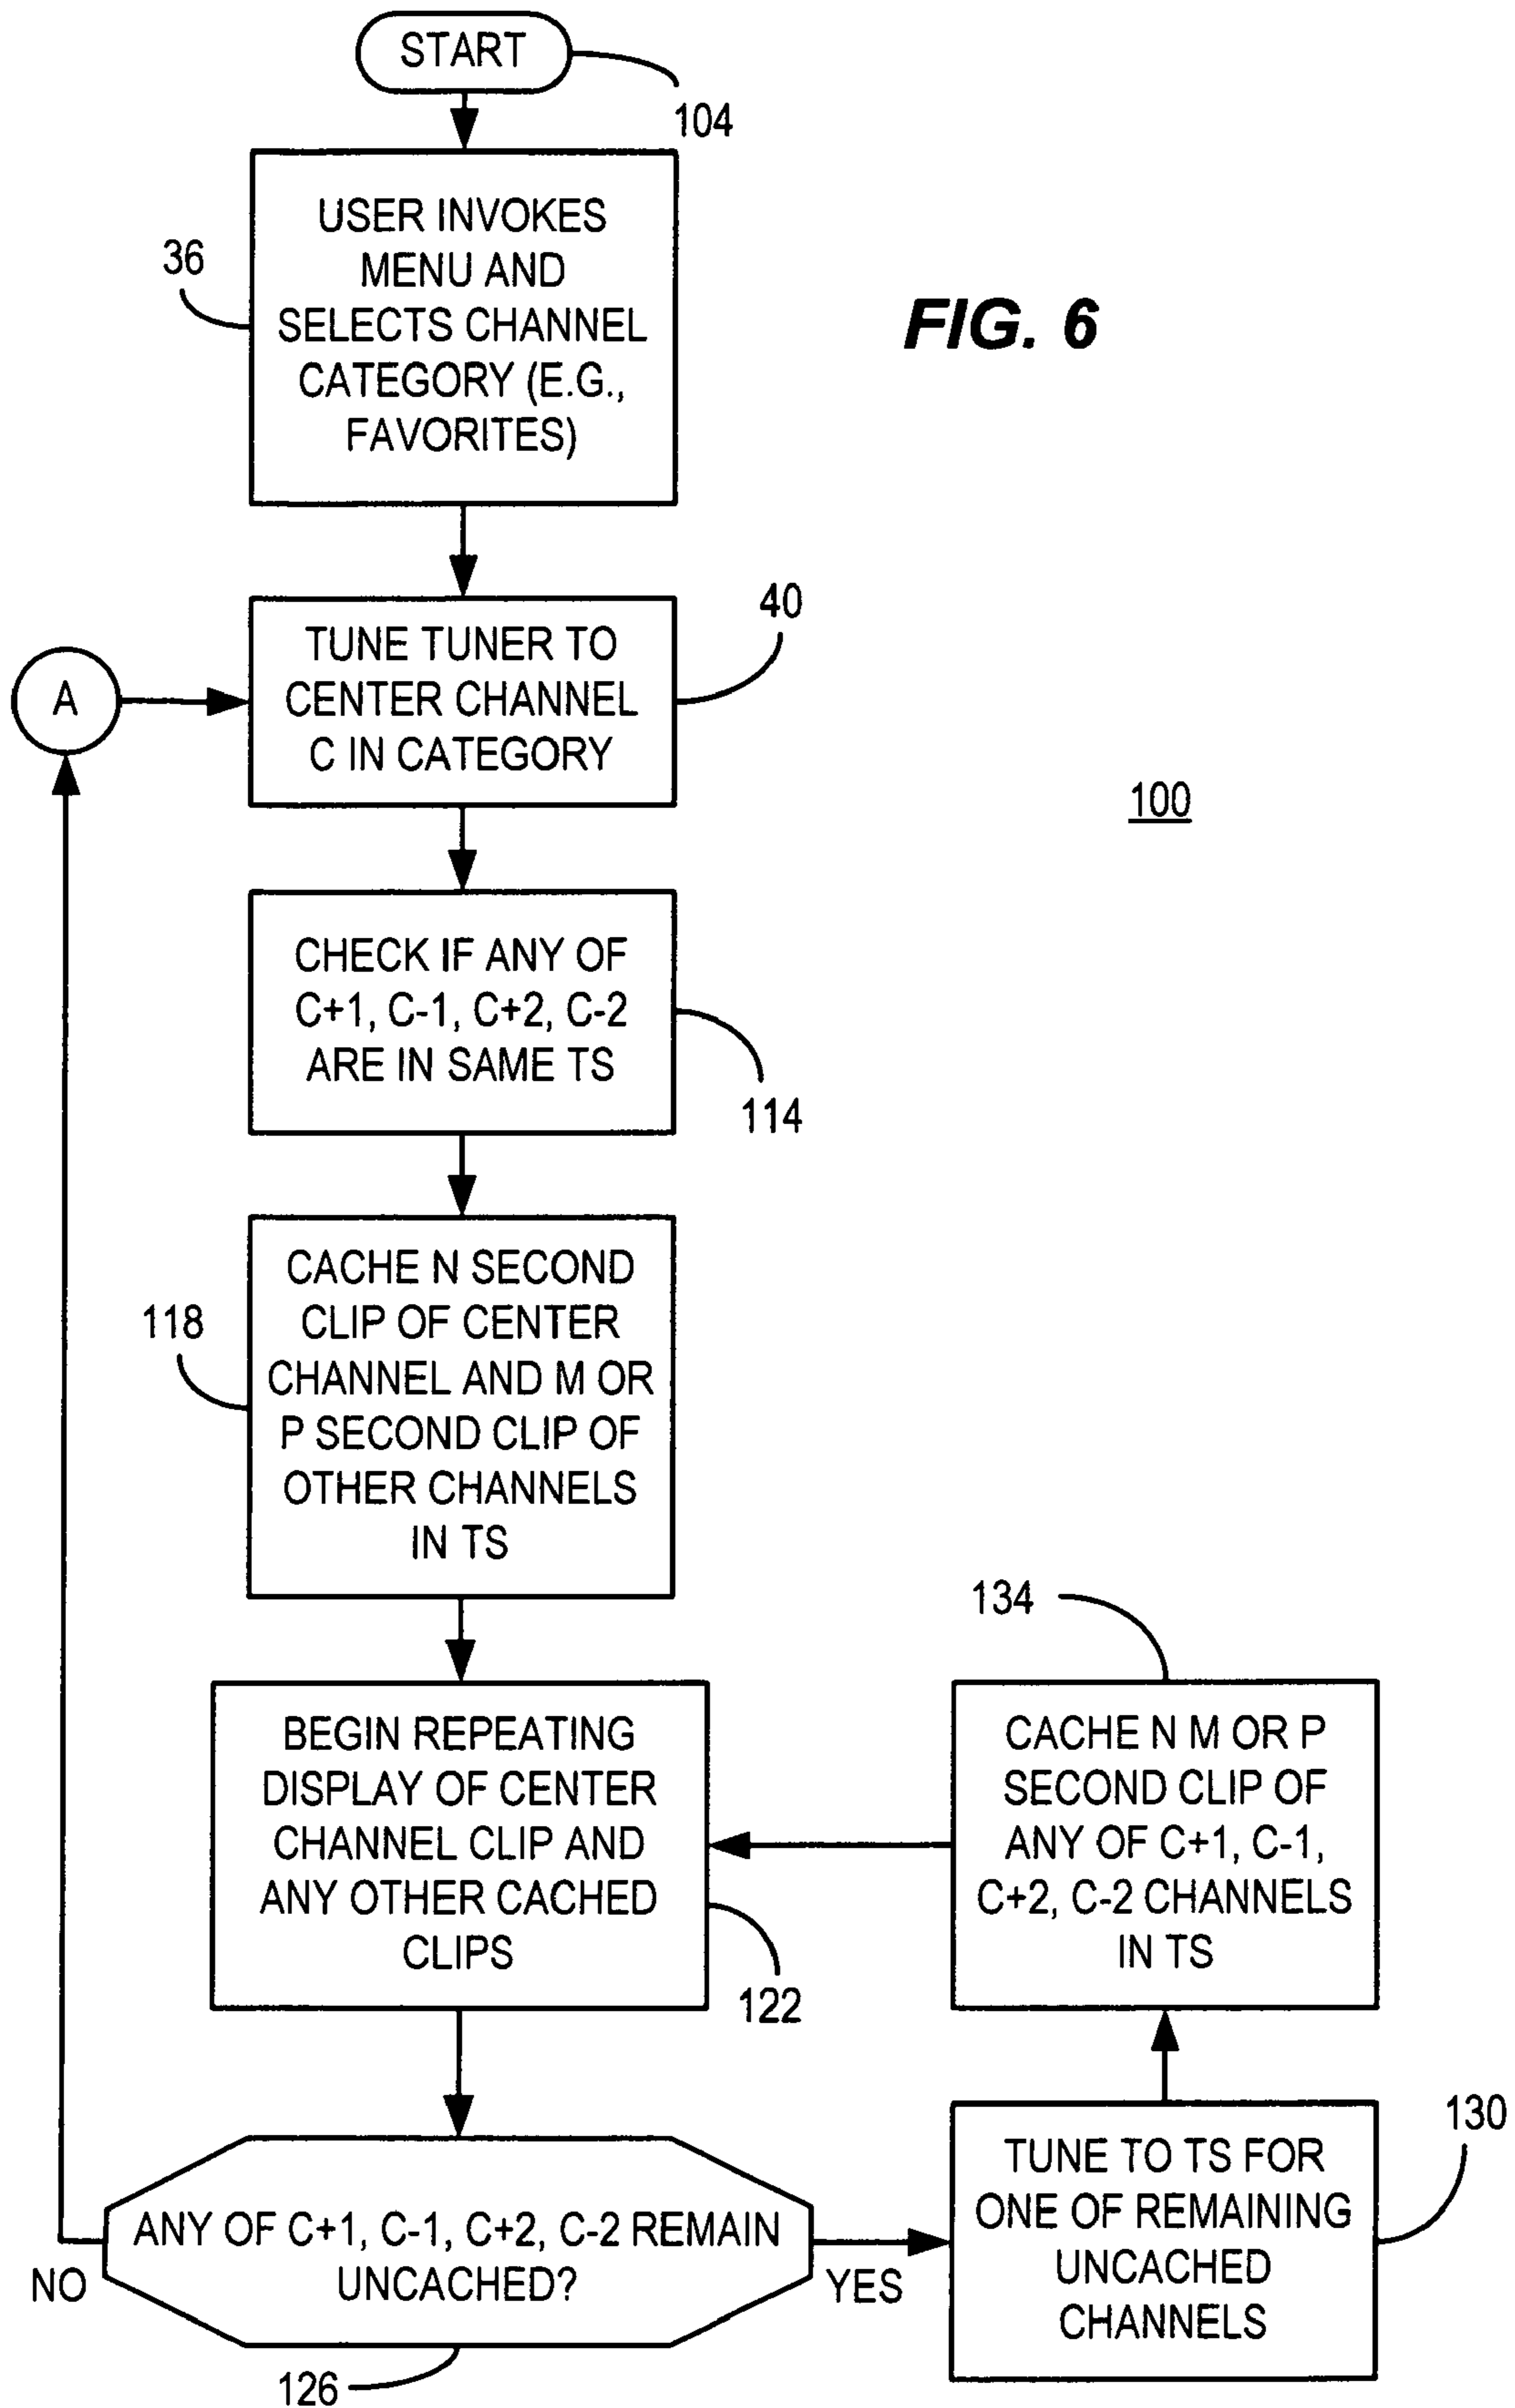 START
104
USER INVOKES
MENU AND
SELECTS CHANNEL
CATEGORY (E.G.,
FAVORITES)
36
FIG. 6
40
TUNE TUNER TO
CENTER CHANNEL
C IN CATEGORY
A
100
CHECK IF ANY OF
C+1, C-1, C+2, C-2
ARE IN SAME TS
114
CACHE N SECOND
CLIP OF CENTER
CHANNEL AND M OR
P SECOND CLIP OF
OTHER CHANNELS
IN TS
118
134
BEGIN REPEATING
DISPLAY OF CENTER
CHANNEL CLIP AND
ANY OTHER CACHED
CLIPS
122
CACHE N M OR P
SECOND CLIP OF
ANY OF C+1, C-1,
C+2, C-2 CHANNELS
IN TS
130
TUNE TO TS FOR
ONE OF REMAINING
UNCACHED
CHANNELS
ANY OF C+1, C-1, C+2, C-2 REMAIN
UNCACHED?
NO
YES
126